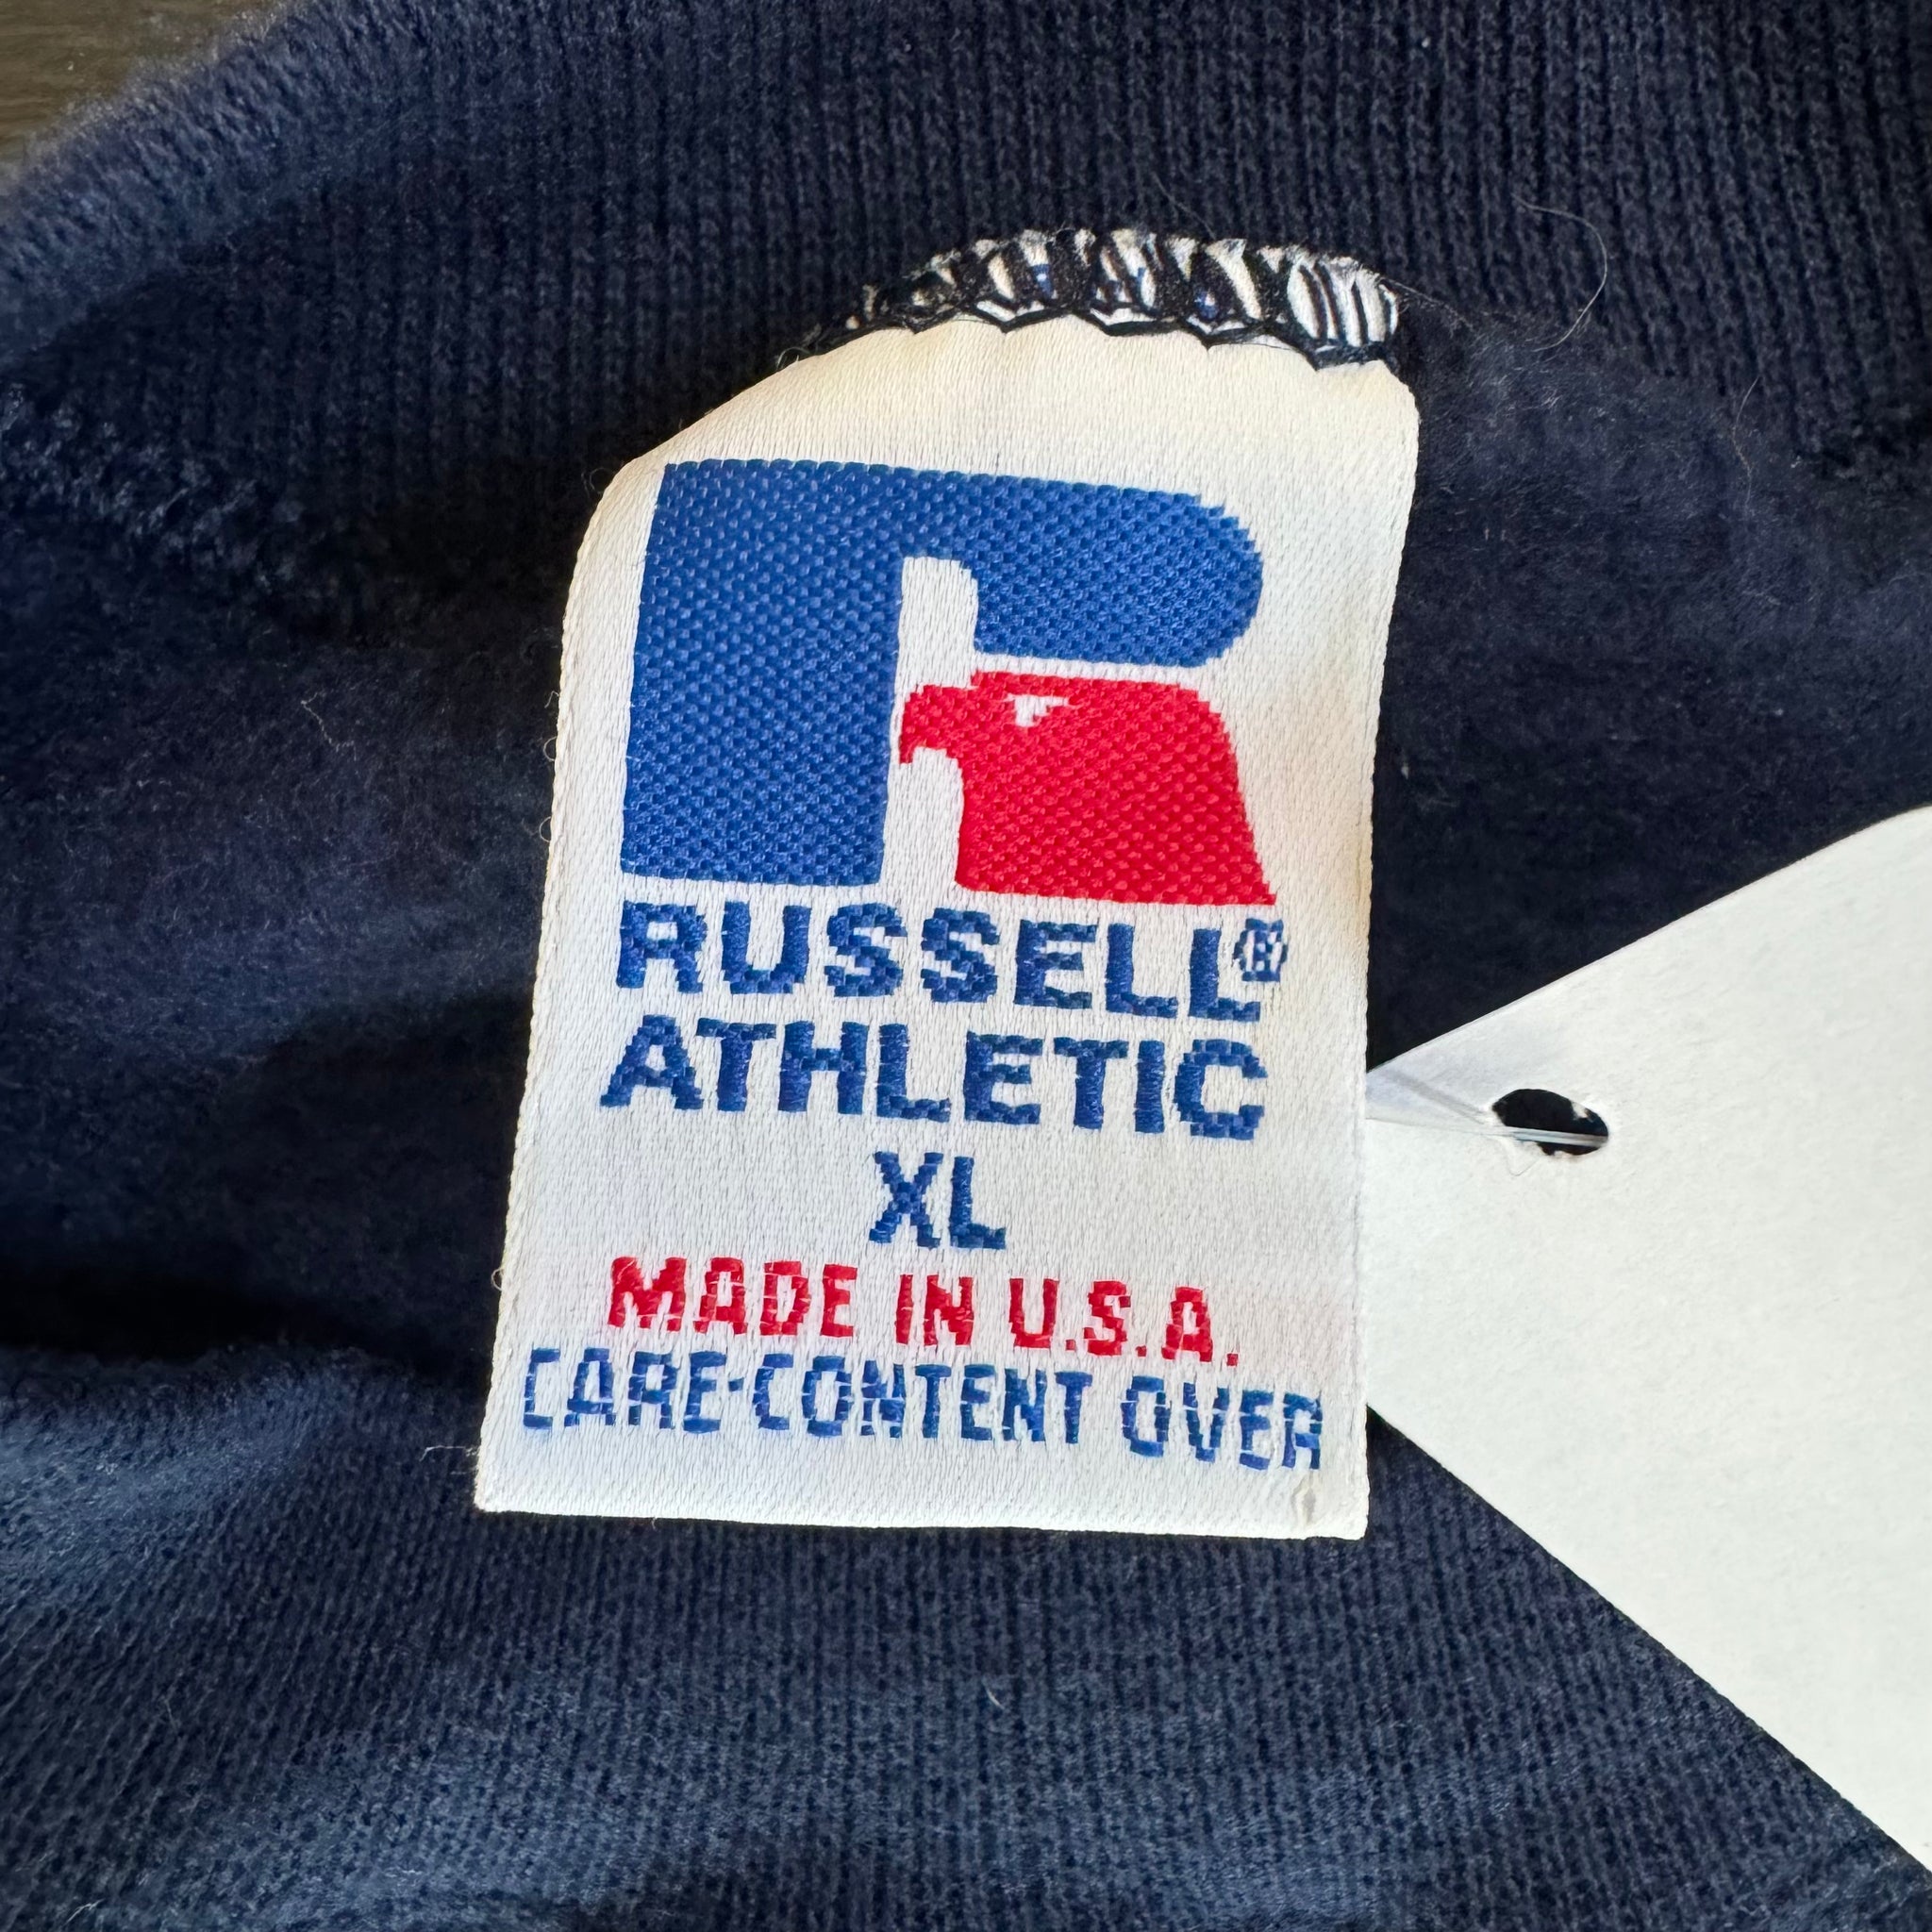 RUSSELL®
ATHLETIC
XL
MADE IN U.S.A.
CARE·CONTENT OVER